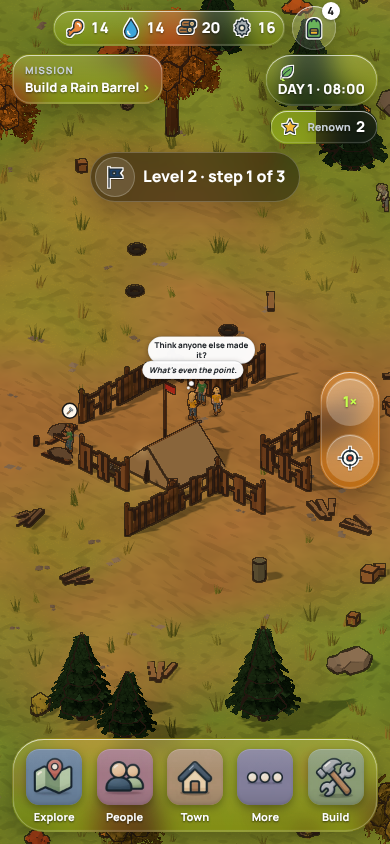 14
14
20
16
4
MISSION
Build a Rain Barrel ›
DAY 1 · 08:00
Renown 2
Level 2 · step 1 of 3
Think anyone else made
it?
What's even the point.
1×
Explore
People
Town
More
Build